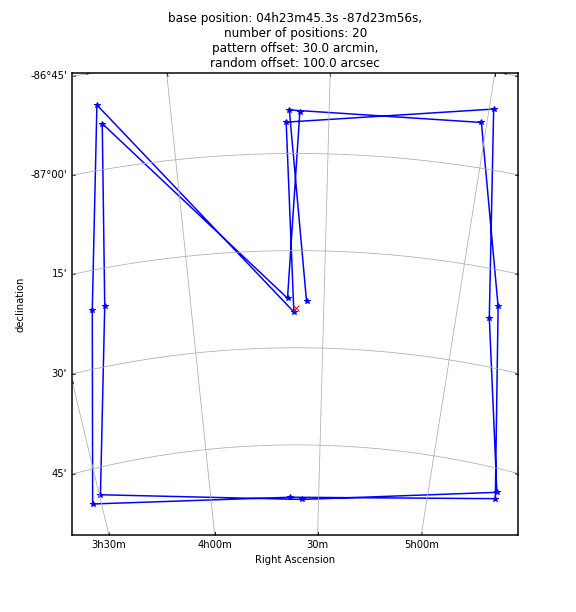 base position: 04h23m45.3s -87d23m56s,
number of positions: 20
pattern offset: 30.0 arcmin,
random offset: 100.0 arcsec
-86°45'
-87°00'
15'
30'
45'
declination
3h30m
4h00m
30m
5h00m
Right Ascension